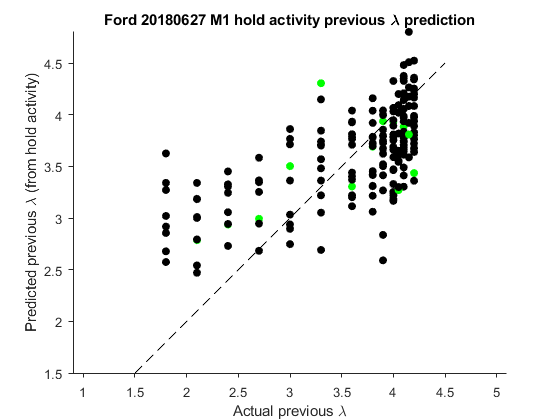 Ford 20180627 M1 hold activity previous λ prediction
Predicted previous λ (from hold activity)
4.5
4
3.5
3
2.5
2
1.5
1 1.5 2 2.5 3 3.5 4 4.5 5
Actual previous λ